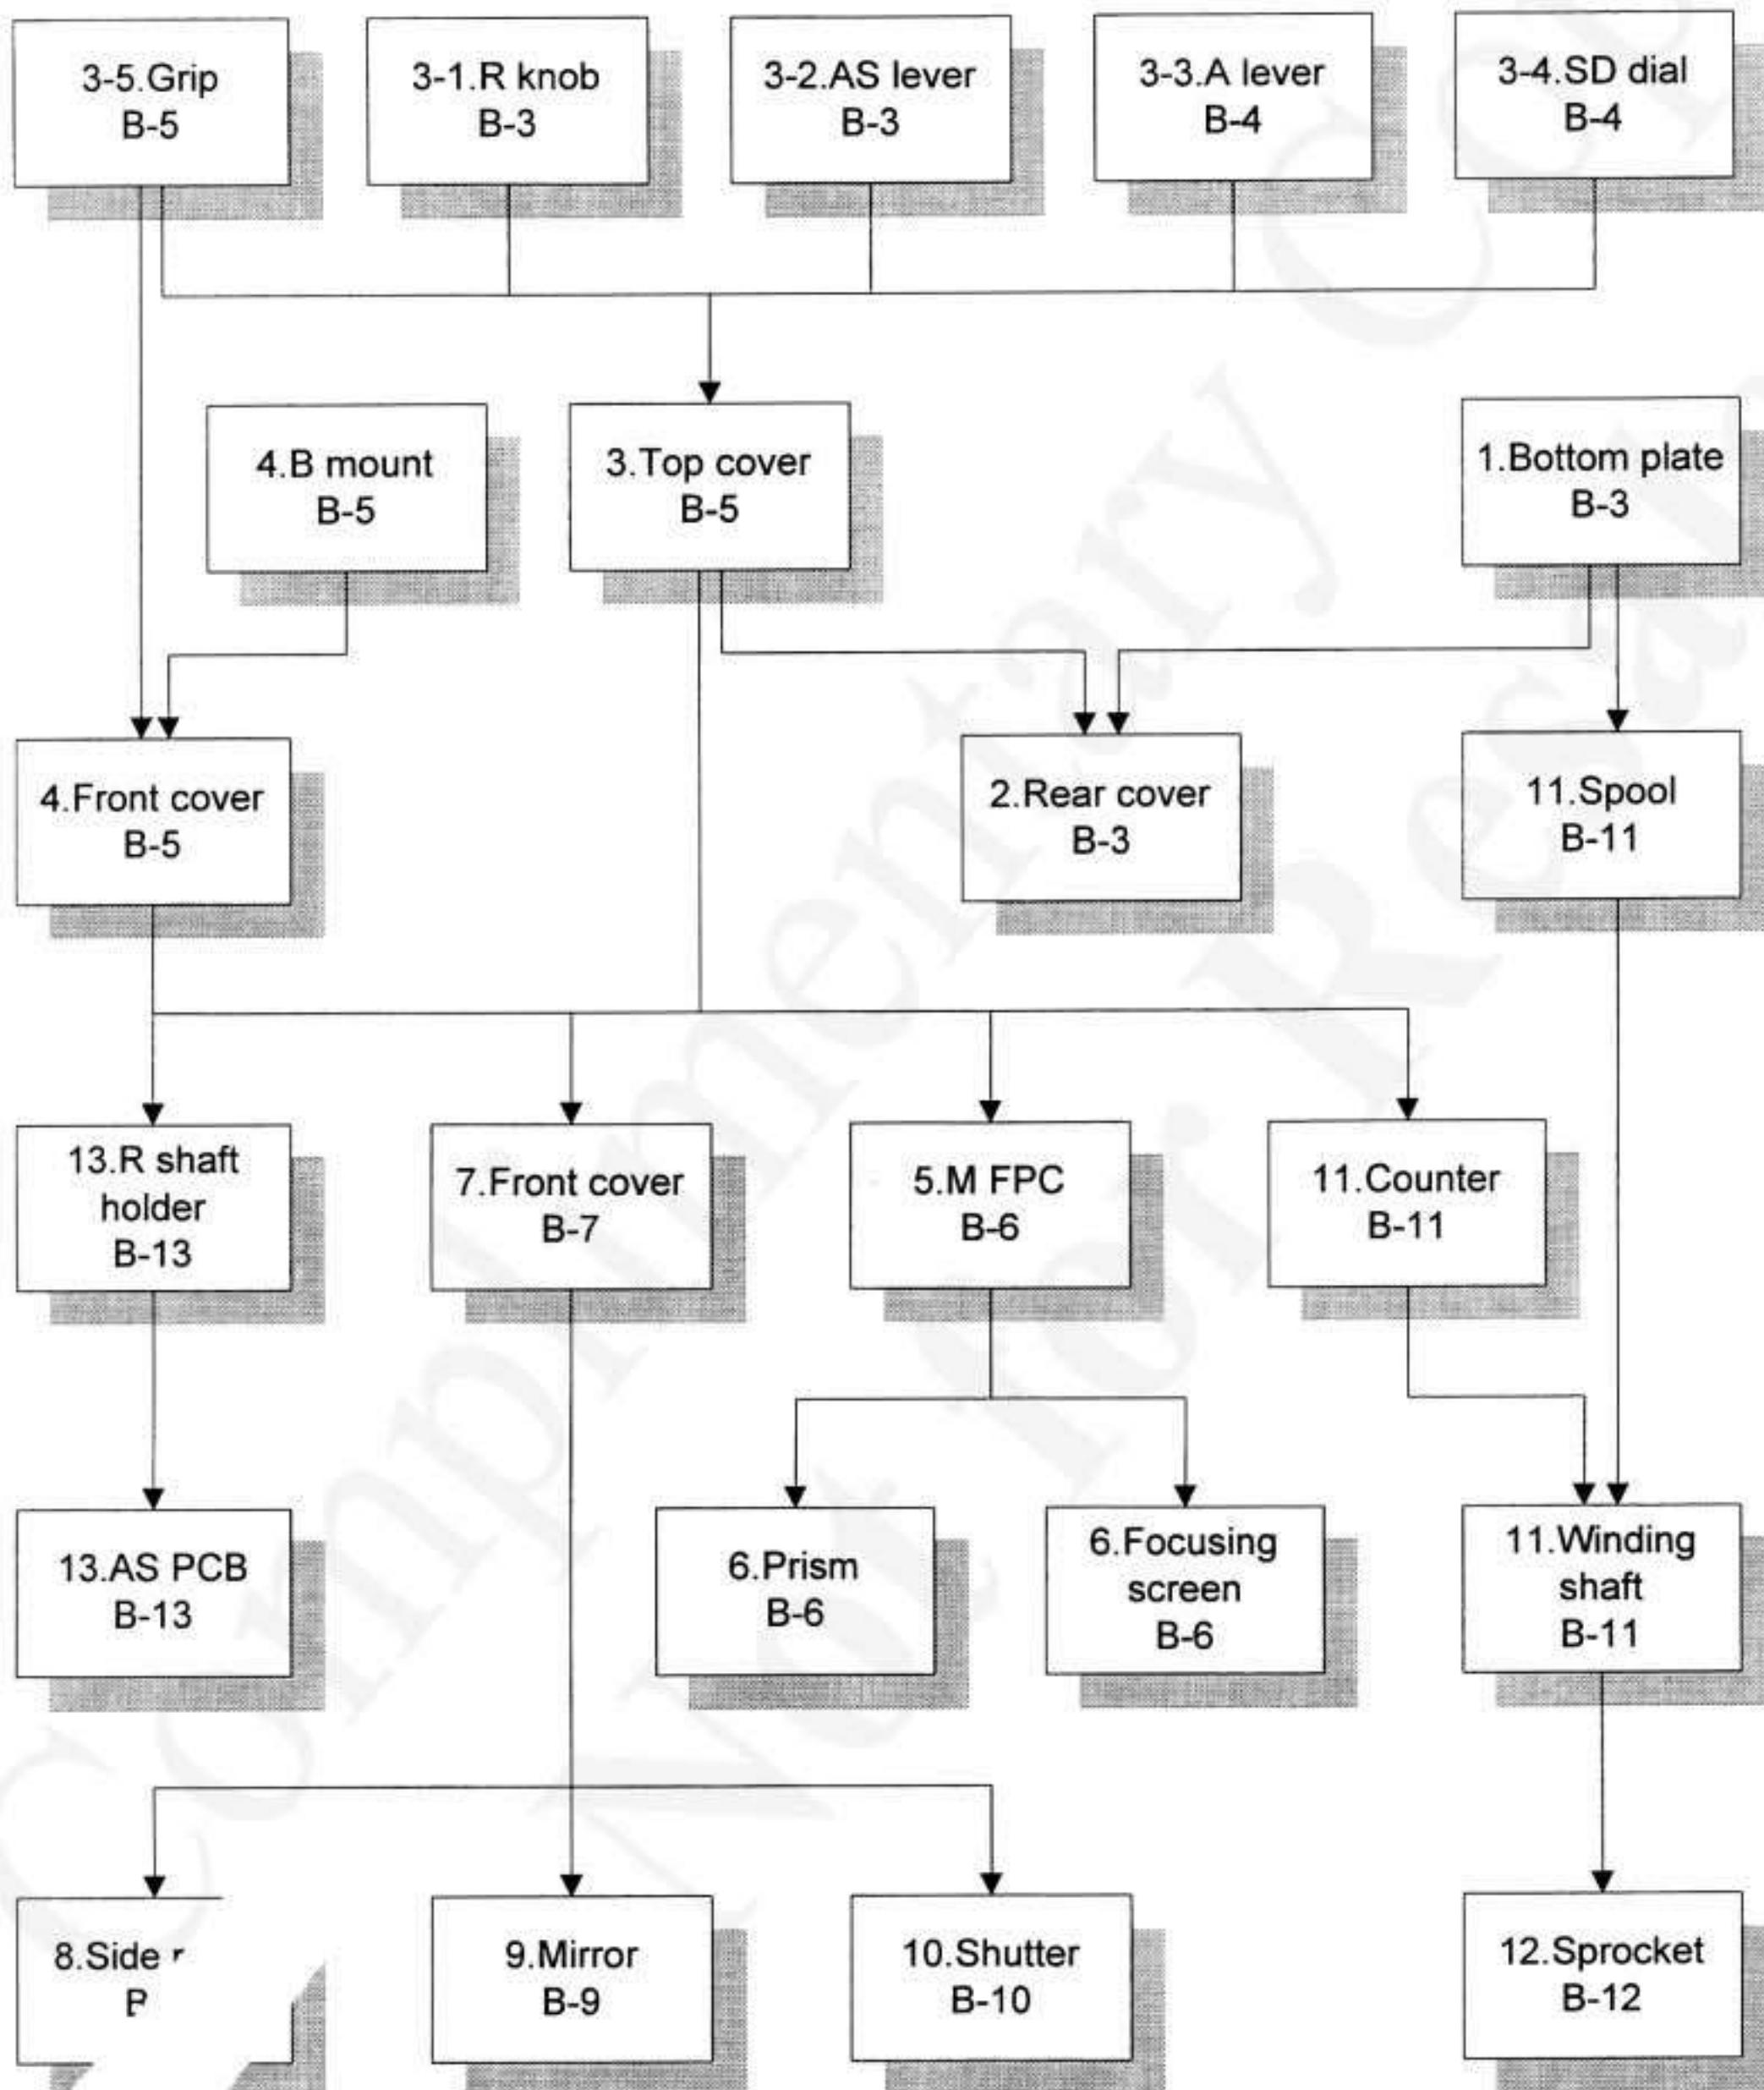 3-5.Grip
B-5
3-1.R knob
B-3
3-2.AS lever
B-3
3-3.A lever
B-4
3-4.SD dial
B-4
4.B mount
B-5
3.Top cover
B-5
1.Bottom plate
B-3
4.Front cover
B-5
2.Rear cover
B-3
11.Spool
B-11
13.R shaft
holder
B-13
7.Front cover
B-7
5.M FPC
B-6
11.Counter
B-11
13.AS PCB
B-13
6.Prism
B-6
6.Focusing
screen
B-6
11.Winding
shaft
B-11
8.Side
9.Mirror
B-9
10.Shutter
B-10
12.Sprocket
B-12
Complimentary
Not for